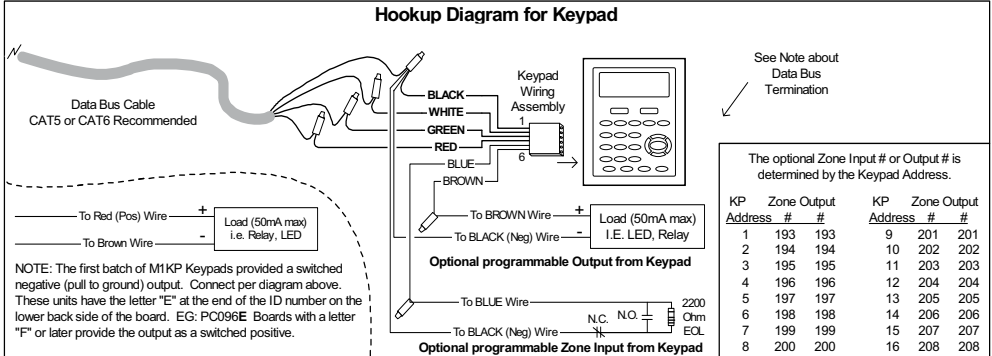 Hookup Diagram for Keypad
Data Bus Cable
CAT5 or CAT6 Recommended
BLACK
WHITE
GREEN
RED
BLUE
BROWN
Keypad
Wiring
Assembly
1
6
See Note about
Data Bus
Termination
To Red (Pos) Wire
+
To Brown Wire
-
Load (50mA max)
i.e. Relay, LED
NOTE: The first batch of M1KP Keypads provided a switched
negative (pull to ground) output. Connect per diagram above.
These units have the letter "E" at the end of the ID number on the
lower back side of the board. EG: PC096E Boards with a letter
"F" or later provide the output as a switched positive.
To BROWN Wire
+
To BLACK (Neg) Wire
-
Load (50mA max)
I.E. LED, Relay
Optional programmable Output from Keypad
To BLUE Wire
To BLACK (Neg) Wire
N.C.
N.O.
2200
Ohm
EOL
Optional programmable Zone Input from Keypad
The optional Zone Input # or Output # is
determined by the Keypad Address.
KP Zone Output KP Zone Output
Address # # Address # #
1 193 193 9 201 201
2 194 194 10 202 202
3 195 195 11 203 203
4 196 196 12 204 204
5 197 197 13 205 205
6 198 198 14 206 206
7 199 199 15 207 207
8 200 200 16 208 208